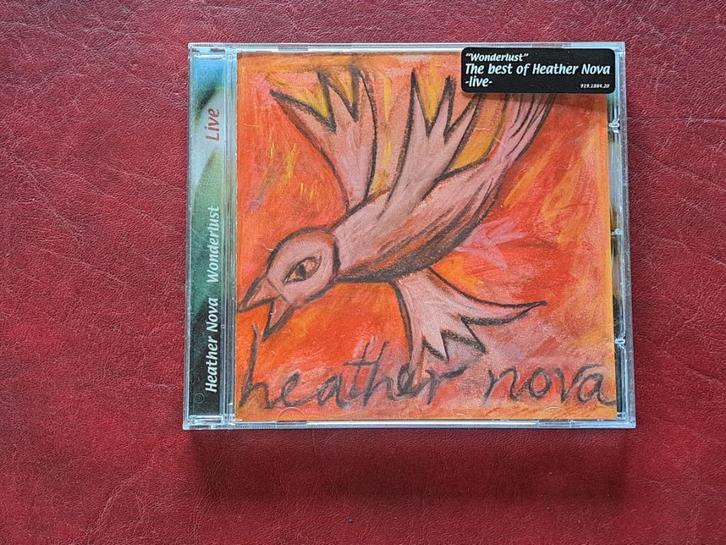 "Wonderlust"
The best of Heather Nova
-live-
919.1884.20
Heather Nova Wonderlust Live
heather nova